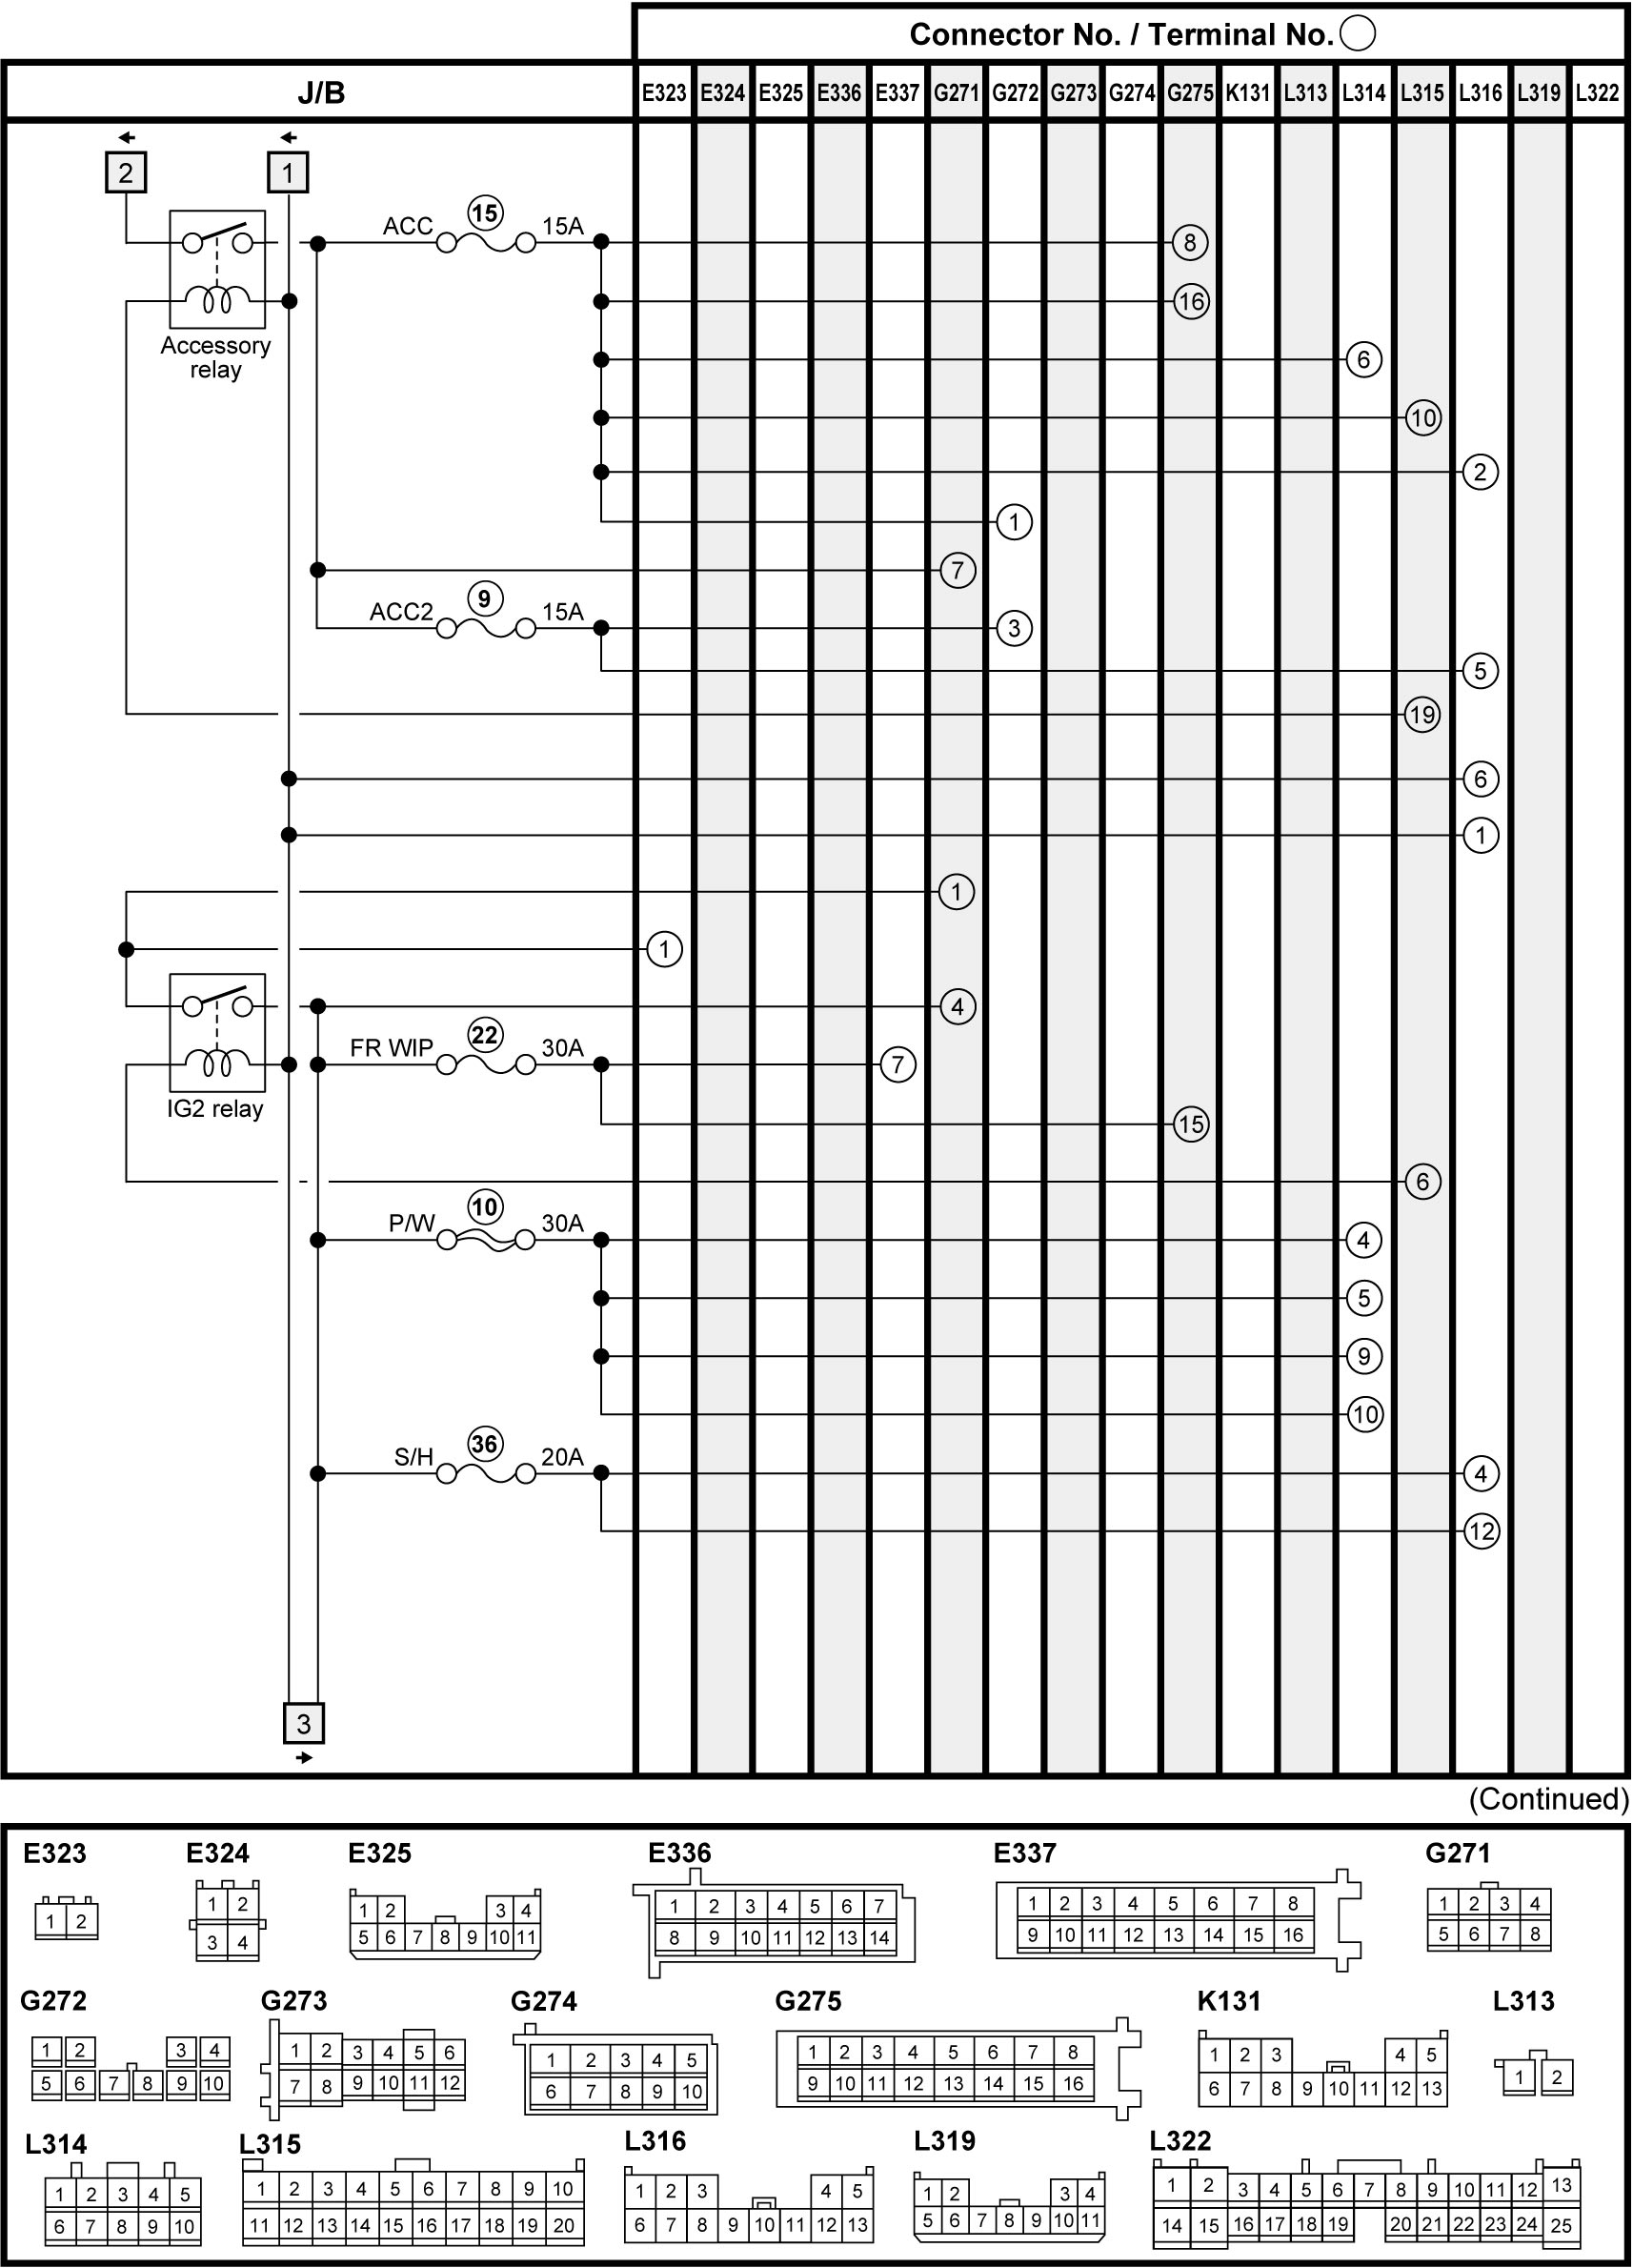 Connector No. / Terminal No.
J/B E323 E324 E325 E336 E337 G271 G272 G273 G274 G275 K131 L313 L314 L315 L316 L319 L322
2 1
ACC 15 15A 8
16
Accessory
relay
6
10
2
1
7
ACC2 9 15A 3
5
19
6
1
1
1
4
FR WIP 22 30A 7
IG2 relay
15
6
P/W 10 30A 4
5
9
10
S/H 36 20A 4
12
3
(Continued)
E323 E324 E325 E336 E337 G271
1 2
1 2
3 4
1 2 3 4
5 6 7 8 9 10 11
1 2 3 4 5 6 7
8 9 10 11 12 13 14
1 2 3 4 5 6 7 8
9 10 11 12 13 14 15 16
1 2 3 4
5 6 7 8
G272 G273 G274 G275 K131 L313
1 2 3 4
5 6 7 8 9 10
1 2 3 4 5 6
7 8 9 10 11 12
1 2 3 4 5
6 7 8 9 10
1 2 3 4 5 6 7 8
9 10 11 12 13 14 15 16
1 2 3 4 5
6 7 8 9 10 11 12 13
1 2
L314 L315 L316 L319 L322
1 2 3 4 5
6 7 8 9 10
1 2 3 4 5 6 7 8 9 10
11 12 13 14 15 16 17 18 19 20
1 2 3 4 5
6 7 8 9 10 11 12 13
1 2 3 4
5 6 7 8 9 10 11
1 2 3 4 5 6 7 8 9 10 11 12 13
14 15 16 17 18 19 20 21 22 23 24 25